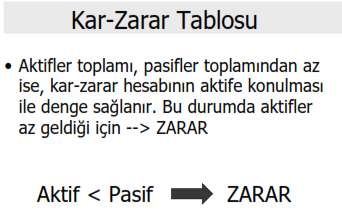 Kar-Zarar Tablosu
• Aktifler toplamı, pasifler toplamından az
ise, kar-zarar hesabının aktife konulması
ile denge sağlanır. Bu durumda aktifler
az geldiği için --> ZARAR
Aktif < Pasif ZARAR